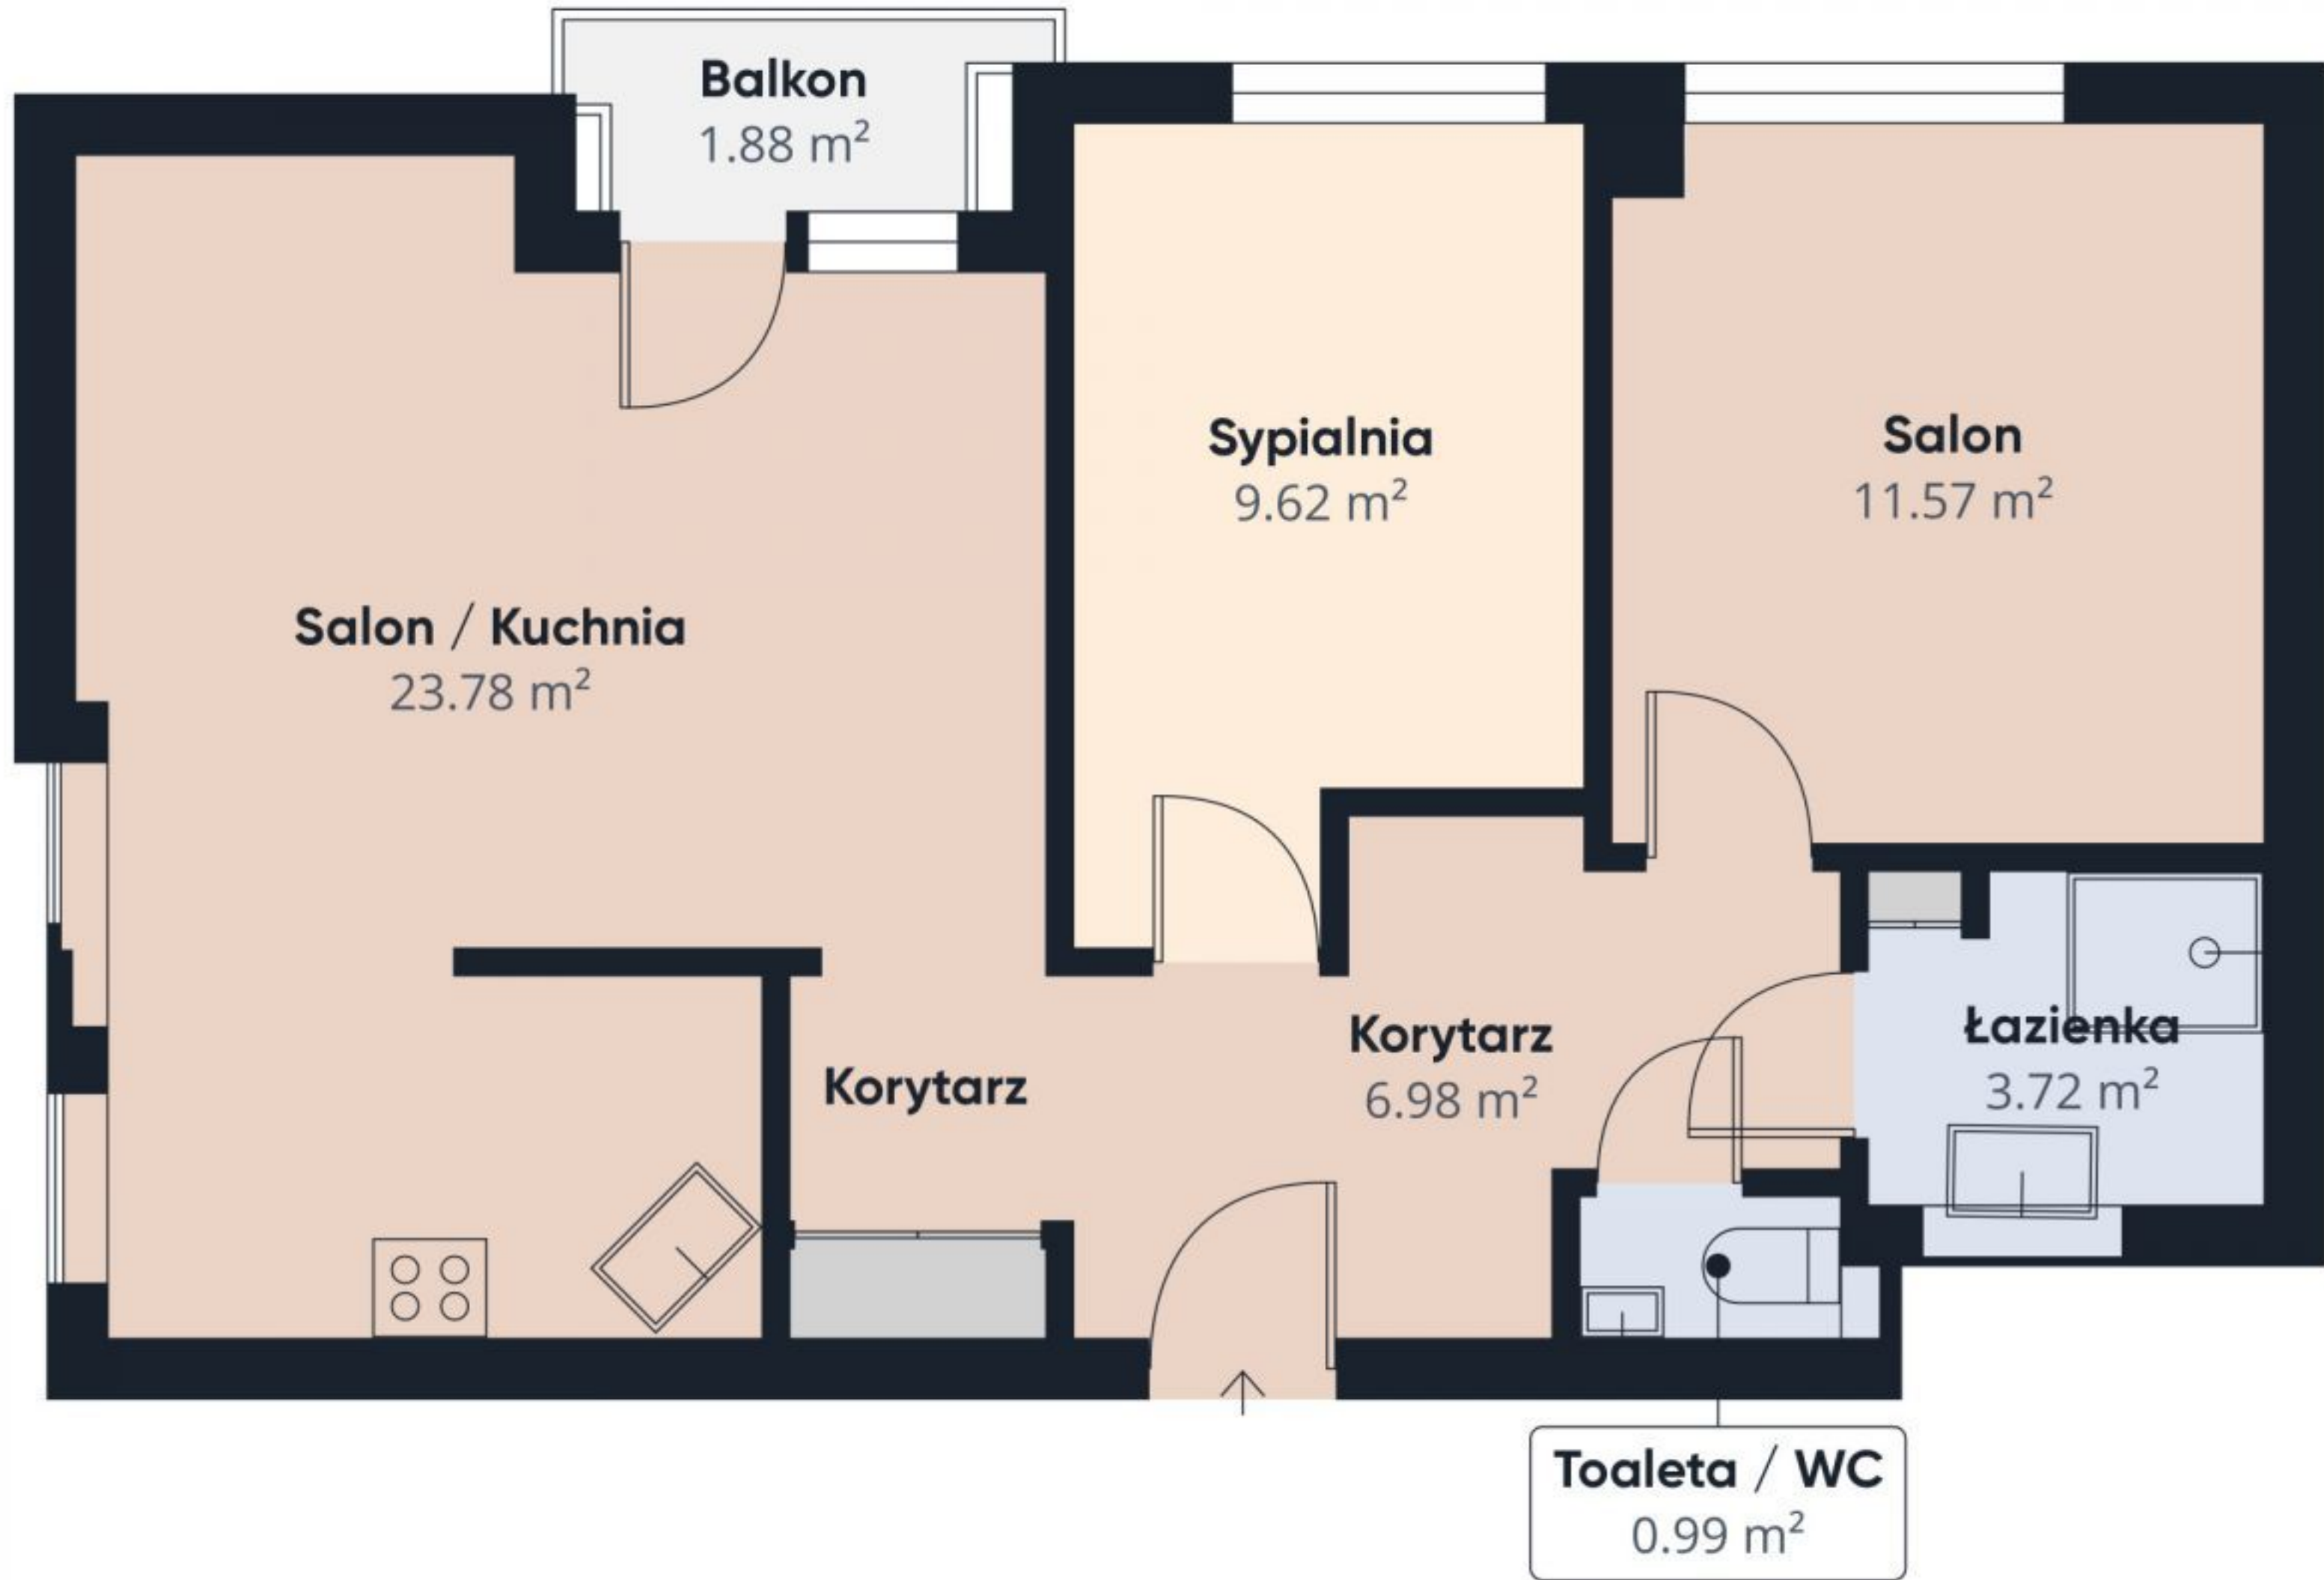 Balkon
1.88 m²
Sypialnia
9.62 m²
Salon
11.57 m²
Salon / Kuchnia
23.78 m²
Korytarz
Korytarz
6.98 m²
Łazienka
3.72 m²
Toaleta / WC
0.99 m²